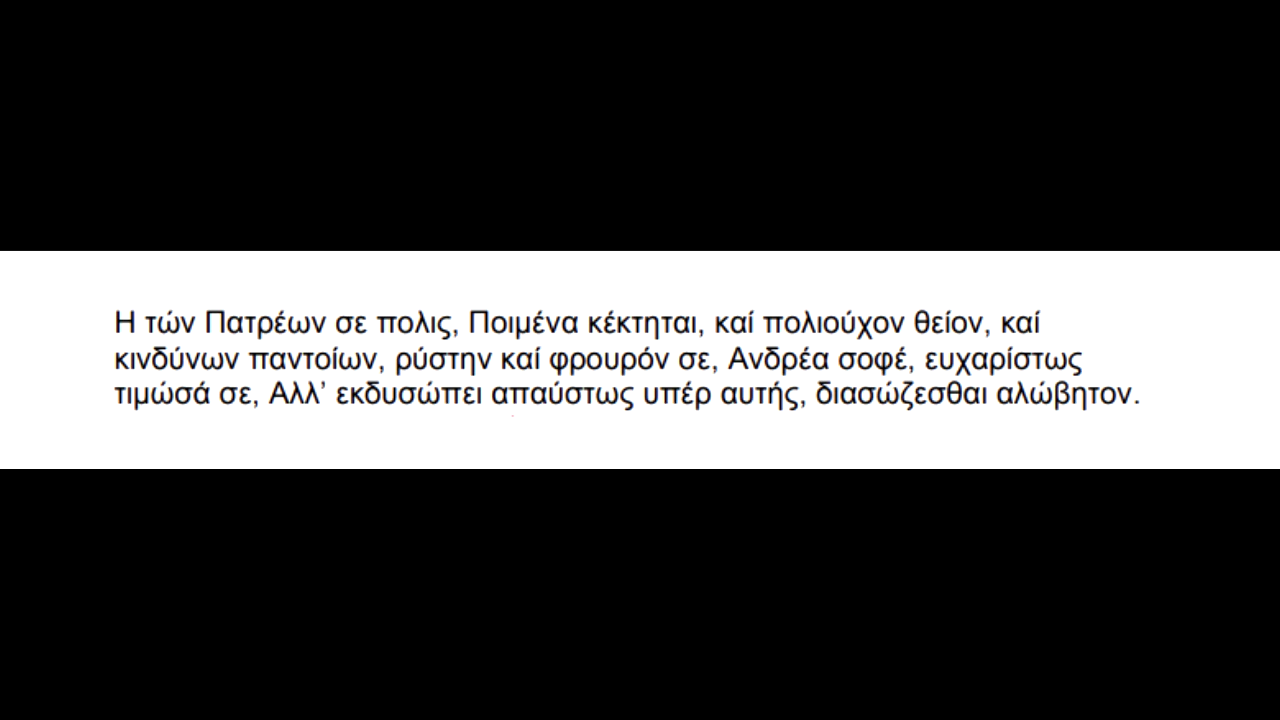 Η τών Πατρέων σε πολις, Ποιμένα κέκτηται, καί πολιούχον θείον, καί
κινδύνων παντοίων, ρύστην καί φρουρόν σε, Ανδρέα σοφέ, ευχαρίστως
τιμώσά σε, Αλλ’ εκδυσώπει απαύστως υπέρ αυτής, διασώζεσθαι αλώβητον.